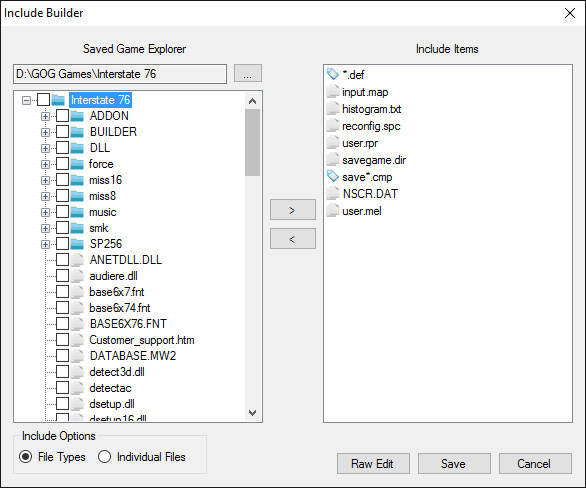 Include Builder
Saved Game Explorer
Include Items
D:\GOG Games\Interstate 76
...
Interstate 76
ADDON
BUILDER
DLL
force
miss16
miss8
music
smk
SP256
ANETDLL.DLL
audiere.dll
base6x7.fnt
base6x74.fnt
BASE6X76.FNT
Customer_support.htm
DATABASE.MW2
detect3d.dll
detectac
dsetup.dll
dsetup16.dll
>
<
*.def
input.map
histogram.txt
reconfig.spc
user.rpr
savegame.dir
save*.cmp
NSCR.DAT
user.mel
Include Options
File Types
Individual Files
Raw Edit
Save
Cancel